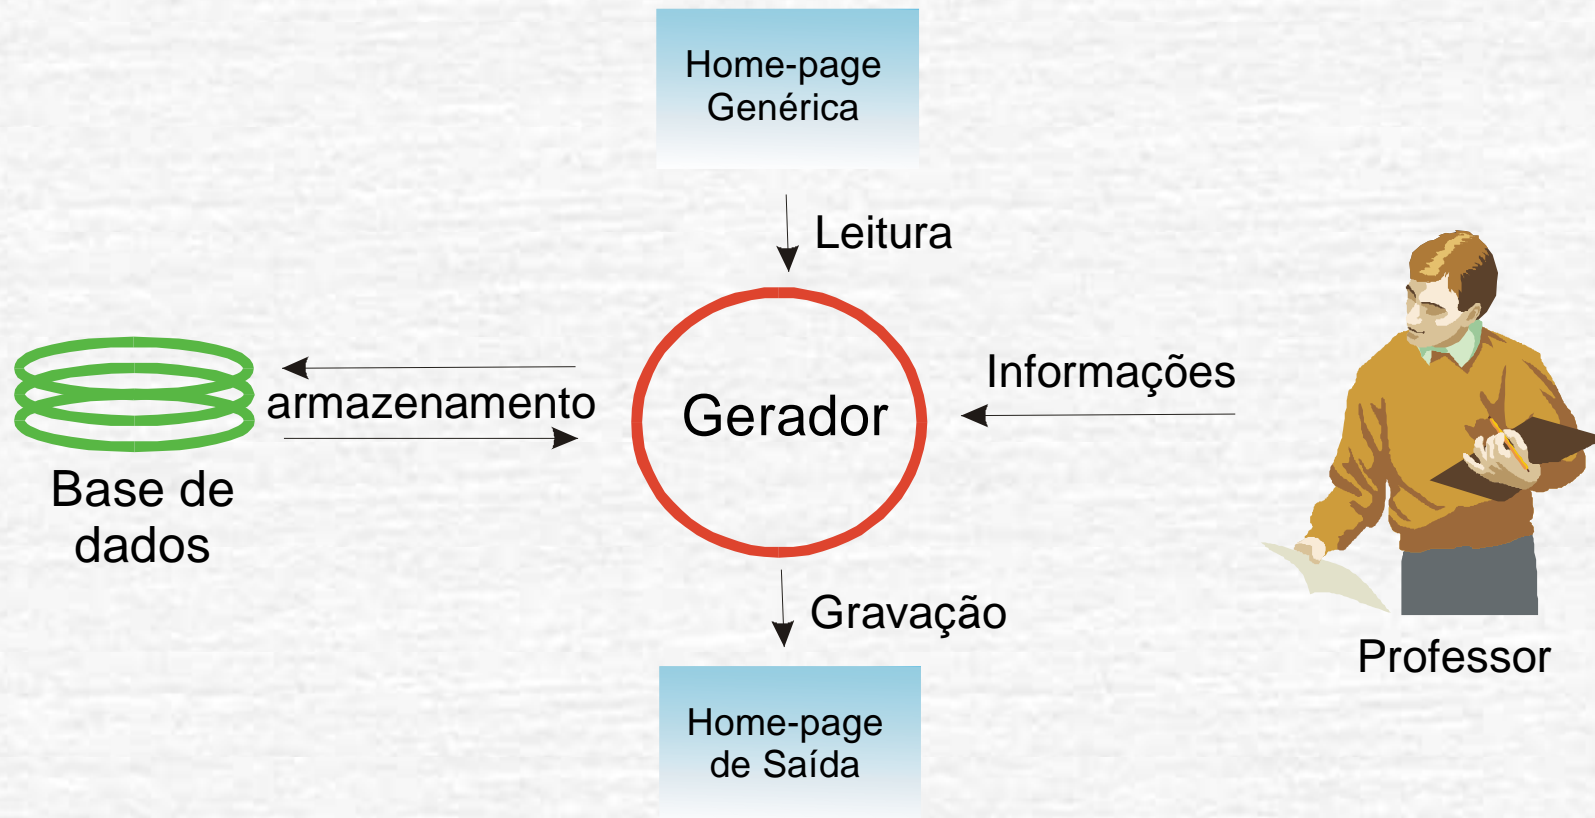 Home-page
Genérica
Leitura
Informações
armazenamento
Gerador
Base de
dados
Gravação
Professor
Home-page
de Saída